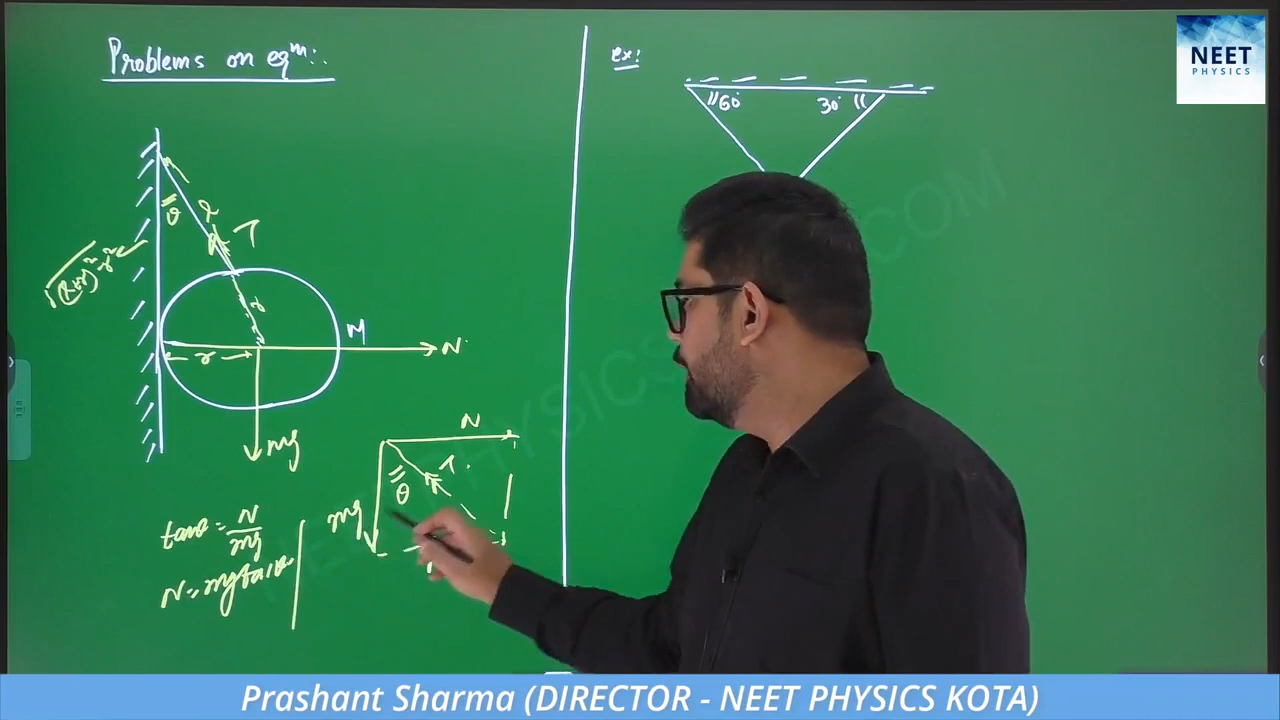 Problems on eqm:.
ex:
NEET
PHYSICS
60°
30°
θ
T
r
M
N
r
mg
N
T
θ
mg
tanθ = N/mg
N = mg tanθ
Prashant Sharma (DIRECTOR - NEET PHYSICS KOTA)